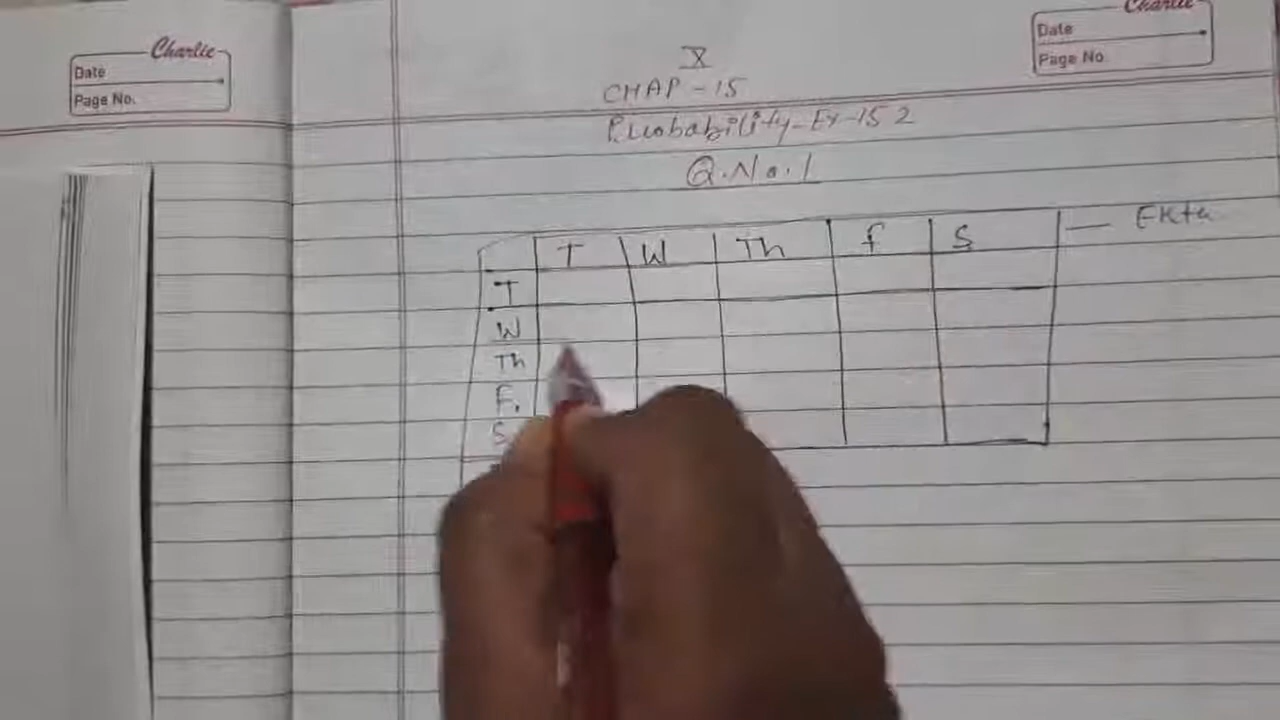 Charlie
Date
Page No.
Charlie
Date
Page No.
X
CHAP-15
Probability-Ex-15 2
Q.No.1
T W Th f S — Ekta
T
W
Th
F.
S